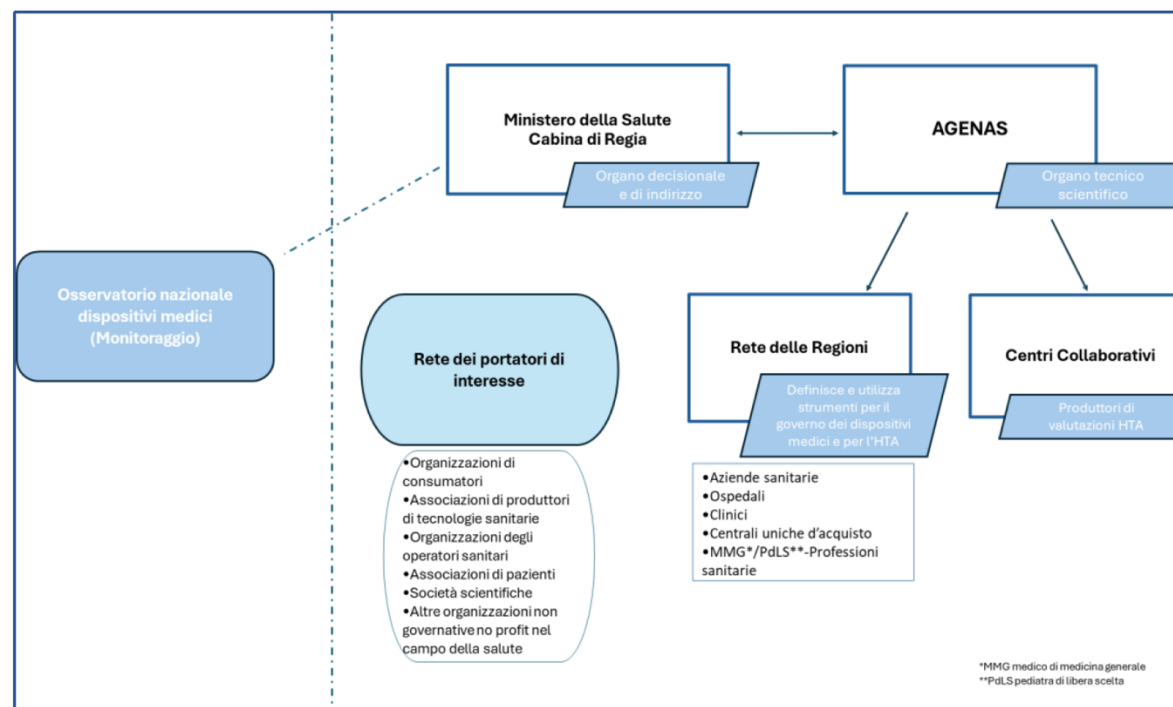 Ministero della Salute
Cabina di Regia
Organo decisionale
e di indirizzo
AGENAS
Organo tecnico
scientifico
Osservatorio nazionale
dispositivi medici
(Monitoraggio)
Rete dei portatori di
interesse
•Organizzazioni di
consumatori
•Associazioni di produttori
di tecnologie sanitarie
•Organizzazioni degli
operatori sanitari
•Associazioni di pazienti
•Società scientifiche
•Altre organizzazioni non
governative no profit nel
campo della salute
Rete delle Regioni
Definisce e utilizza
strumenti per il
governo dei dispositivi
medici e per l'HTA
•Aziende sanitarie
•Ospedali
•Clinici
•Centrali uniche d'acquisto
•MMG*/PdLS**-Professioni
sanitarie
Centri Collaborativi
Produttori di
valutazioni HTA
*MMG medico di medicina generale
**PdLS pediatra di libera scelta